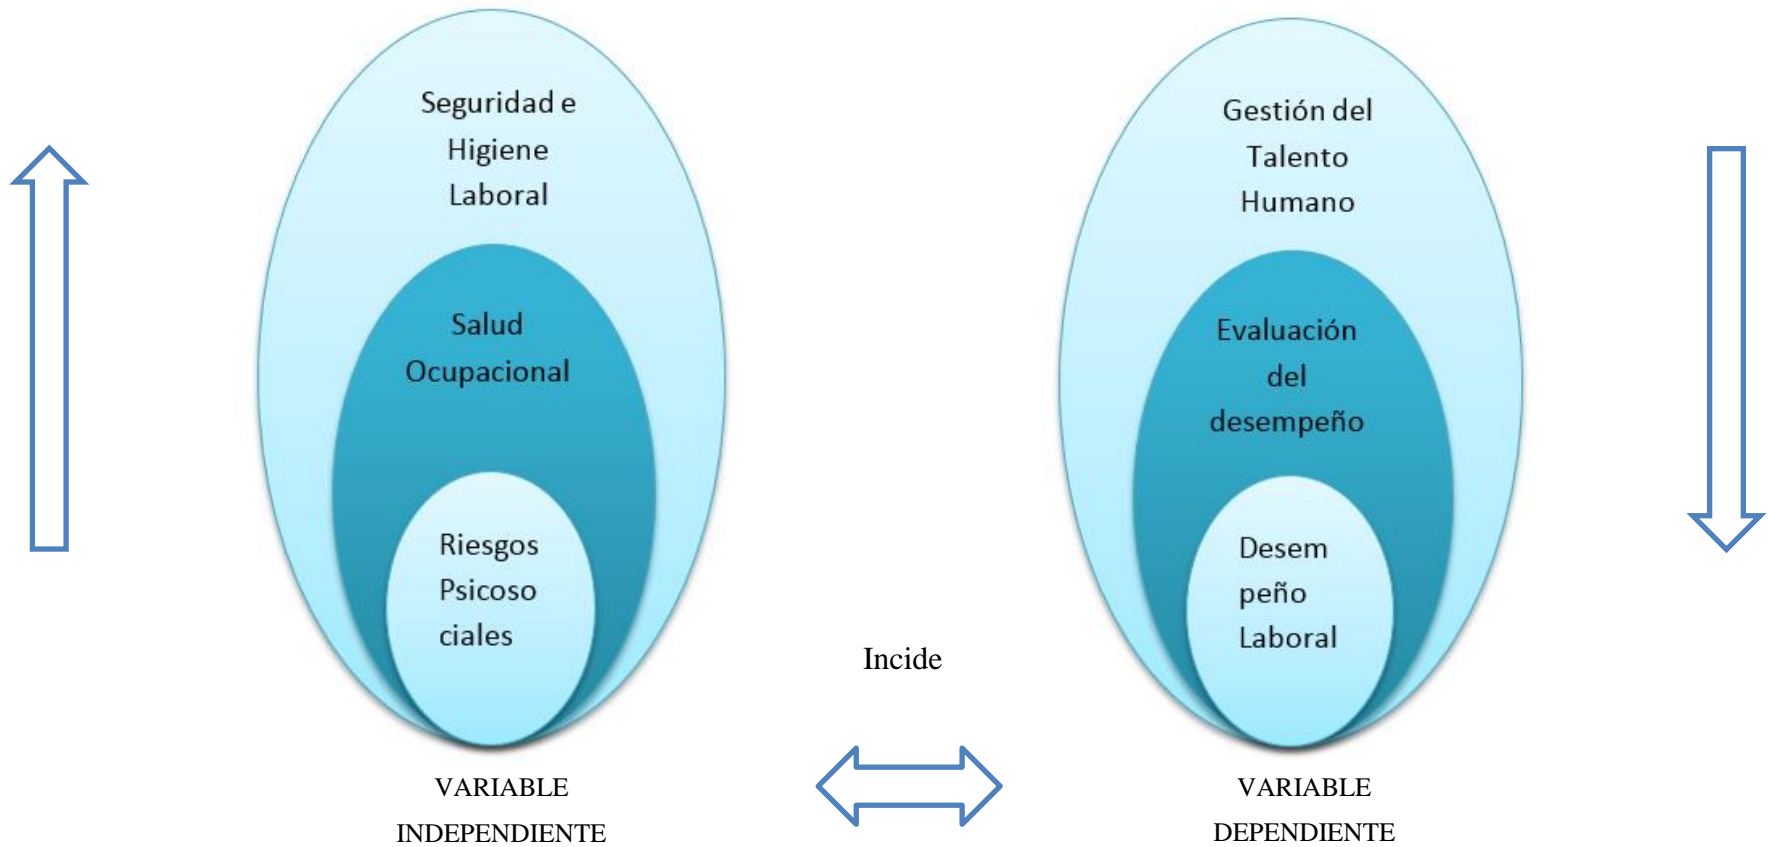 Seguridad e
Higiene
Laboral
Salud
Ocupacional
Riesgos
Psicoso
ciales
VARIABLE
INDEPENDIENTE
Incide
Gestión del
Talento
Humano
Evaluación
del
desempeño
Desem
peño
Laboral
VARIABLE
DEPENDIENTE